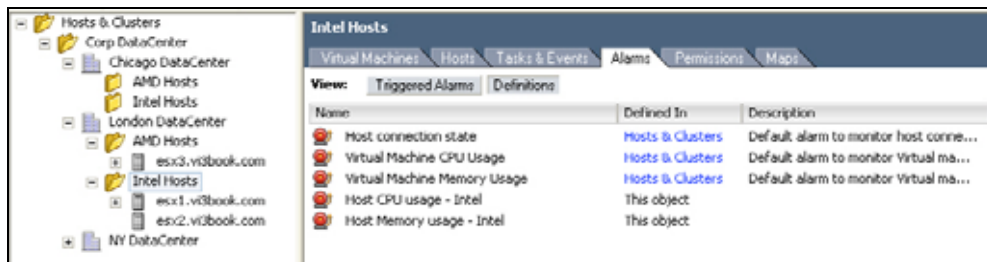 Hosts & Clusters
Corp DataCenter
Chicago DataCenter
AMD Hosts
Intel Hosts
London DataCenter
AMD Hosts
esx3.vi3book.com
Intel Hosts
esx1.vi3book.com
esx2.vi3book.com
NY DataCenter
Intel Hosts
Virtual Machines Hosts Tasks & Events Alarms Permissions Maps
View: Triggered Alarms Definitions
Name Defined In Description
Host connection state Hosts & Clusters Default alarm to monitor host conne...
Virtual Machine CPU Usage Hosts & Clusters Default alarm to monitor Virtual ma...
Virtual Machine Memory Usage Hosts & Clusters Default alarm to monitor Virtual ma...
Host CPU usage - Intel This object
Host Memory usage - Intel This object